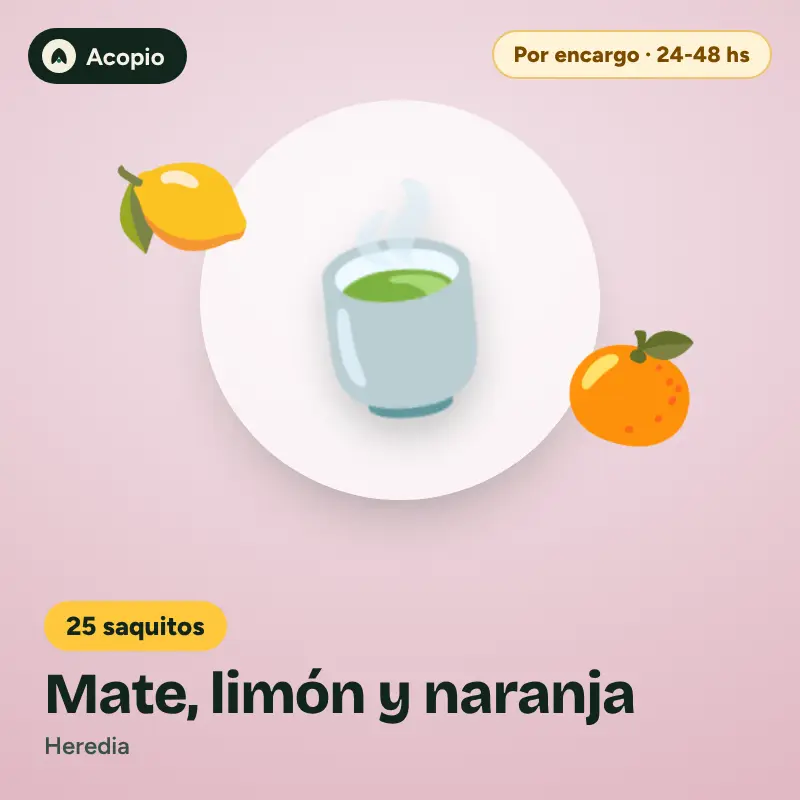 Acopio
Por encargo · 24-48 hs
25 saquitos
Mate, limón y naranja
Heredia